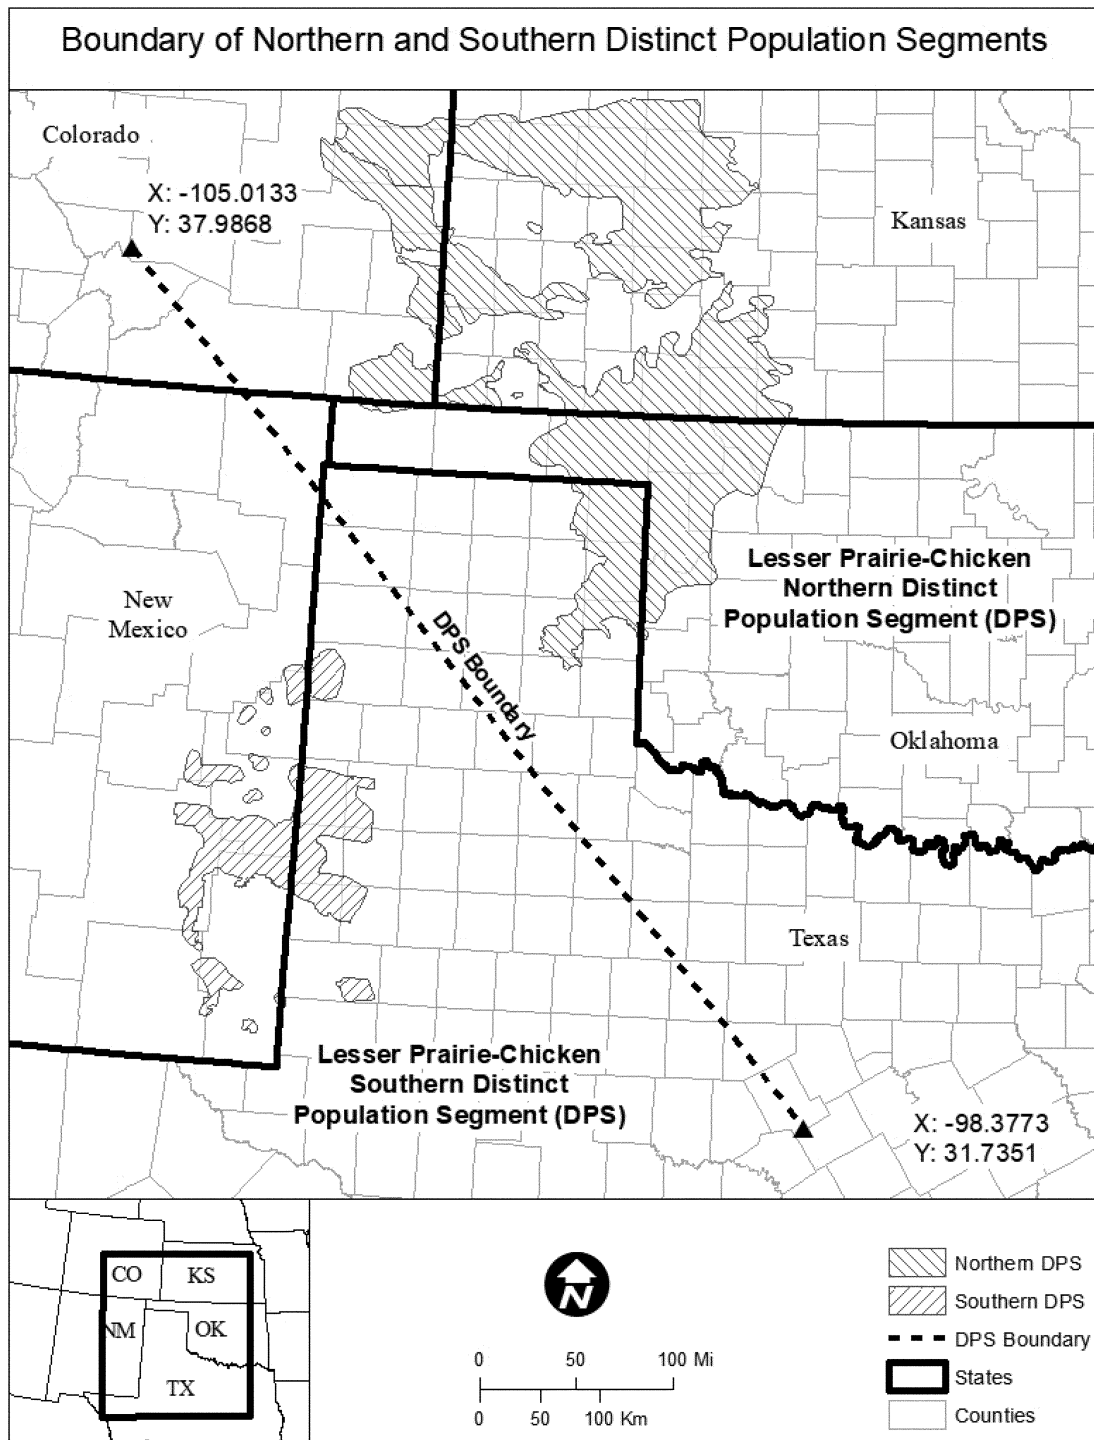 Boundary of Northern and Southern Distinct Population Segments
Colorado
X: -105.0133
Y: 37.9868
Kansas
Lesser Prairie-Chicken
Northern Distinct
Population Segment (DPS)
New
Mexico
DPS Boundary
Oklahoma
Texas
Lesser Prairie-Chicken
Southern Distinct
Population Segment (DPS)
X: -98.3773
Y: 31.7351
CO
KS
NM
OK
TX
N
0 50 100 Mi
0 50 100 Km
Northern DPS
Southern DPS
DPS Boundary
States
Counties